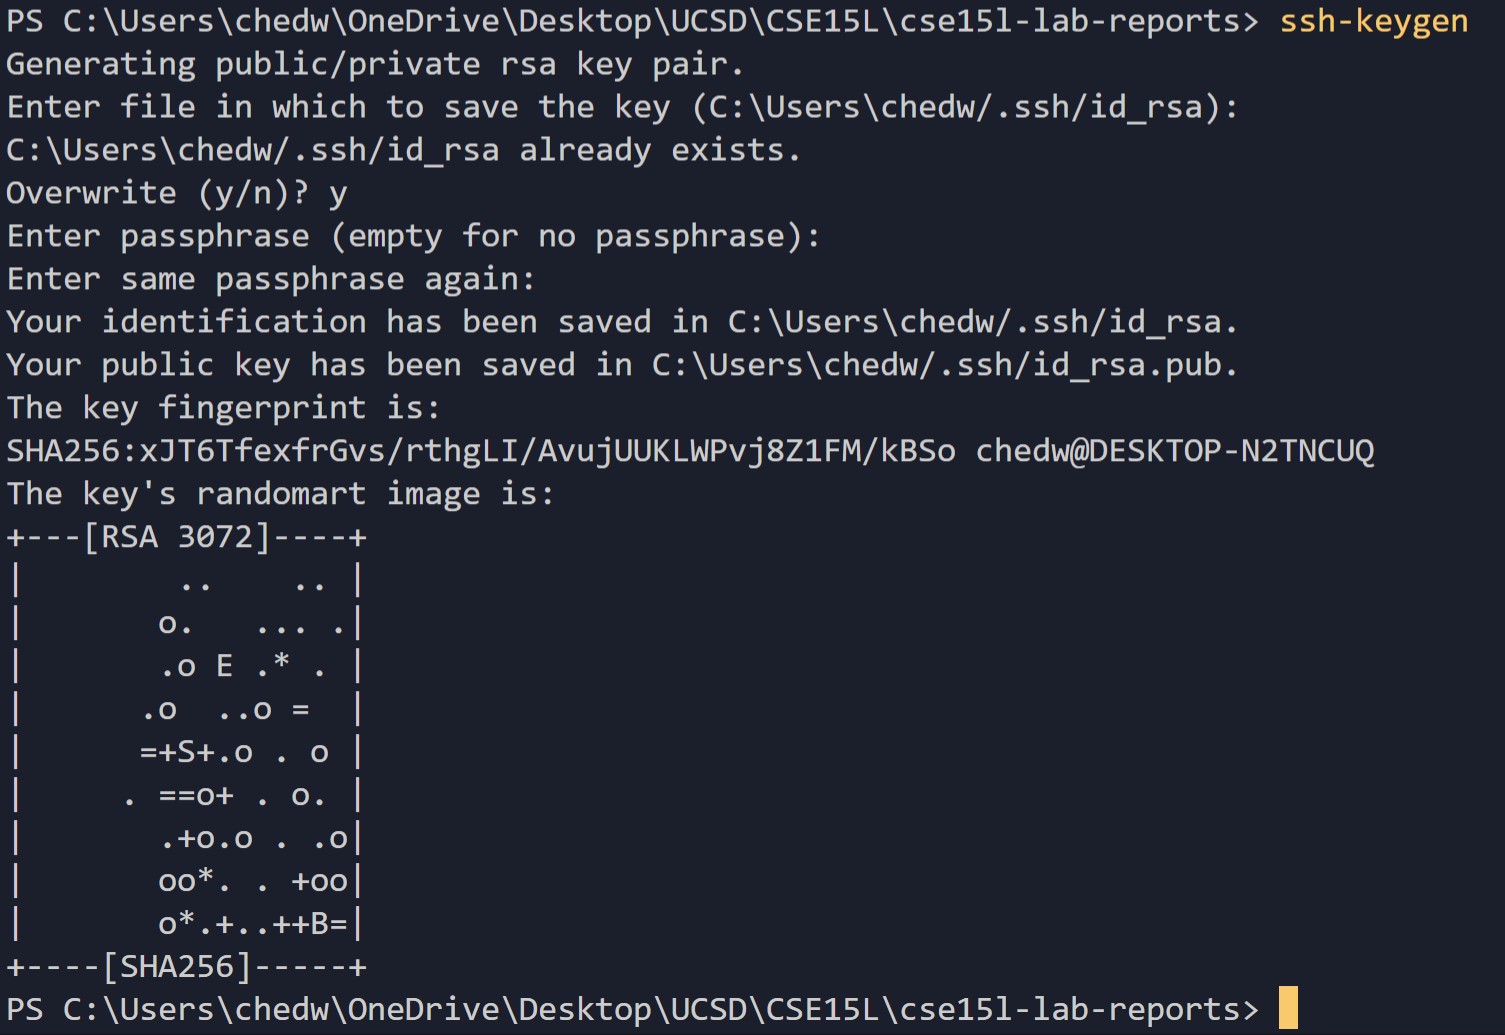 PS C:\Users\chedw\OneDrive\Desktop\UCSD\CSE15L\cse15l-lab-reports> ssh-keygen
Generating public/private rsa key pair.
Enter file in which to save the key (C:\Users\chedw/.ssh/id_rsa):
C:\Users\chedw/.ssh/id_rsa already exists.
Overwrite (y/n)? y
Enter passphrase (empty for no passphrase):
Enter same passphrase again:
Your identification has been saved in C:\Users\chedw/.ssh/id_rsa.
Your public key has been saved in C:\Users\chedw/.ssh/id_rsa.pub.
The key fingerprint is:
SHA256:xJT6TfexfrGvs/rthgLI/AvujUUKLWPvj8Z1FM/kBSo chedw@DESKTOP-N2TNCUQ
The key's randomart image is:
+---[RSA 3072]----+
|        ..    .. |
|       o.   ... .|
|       .o E .* . |
|      .o  ..o =  |
|      =+S+.o . o |
|     . ==o+ . o. |
|       .+o.o . .o|
|       oo*. . +oo|
|       o*.+..++B=|
+----[SHA256]-----+
PS C:\Users\chedw\OneDrive\Desktop\UCSD\CSE15L\cse15l-lab-reports>